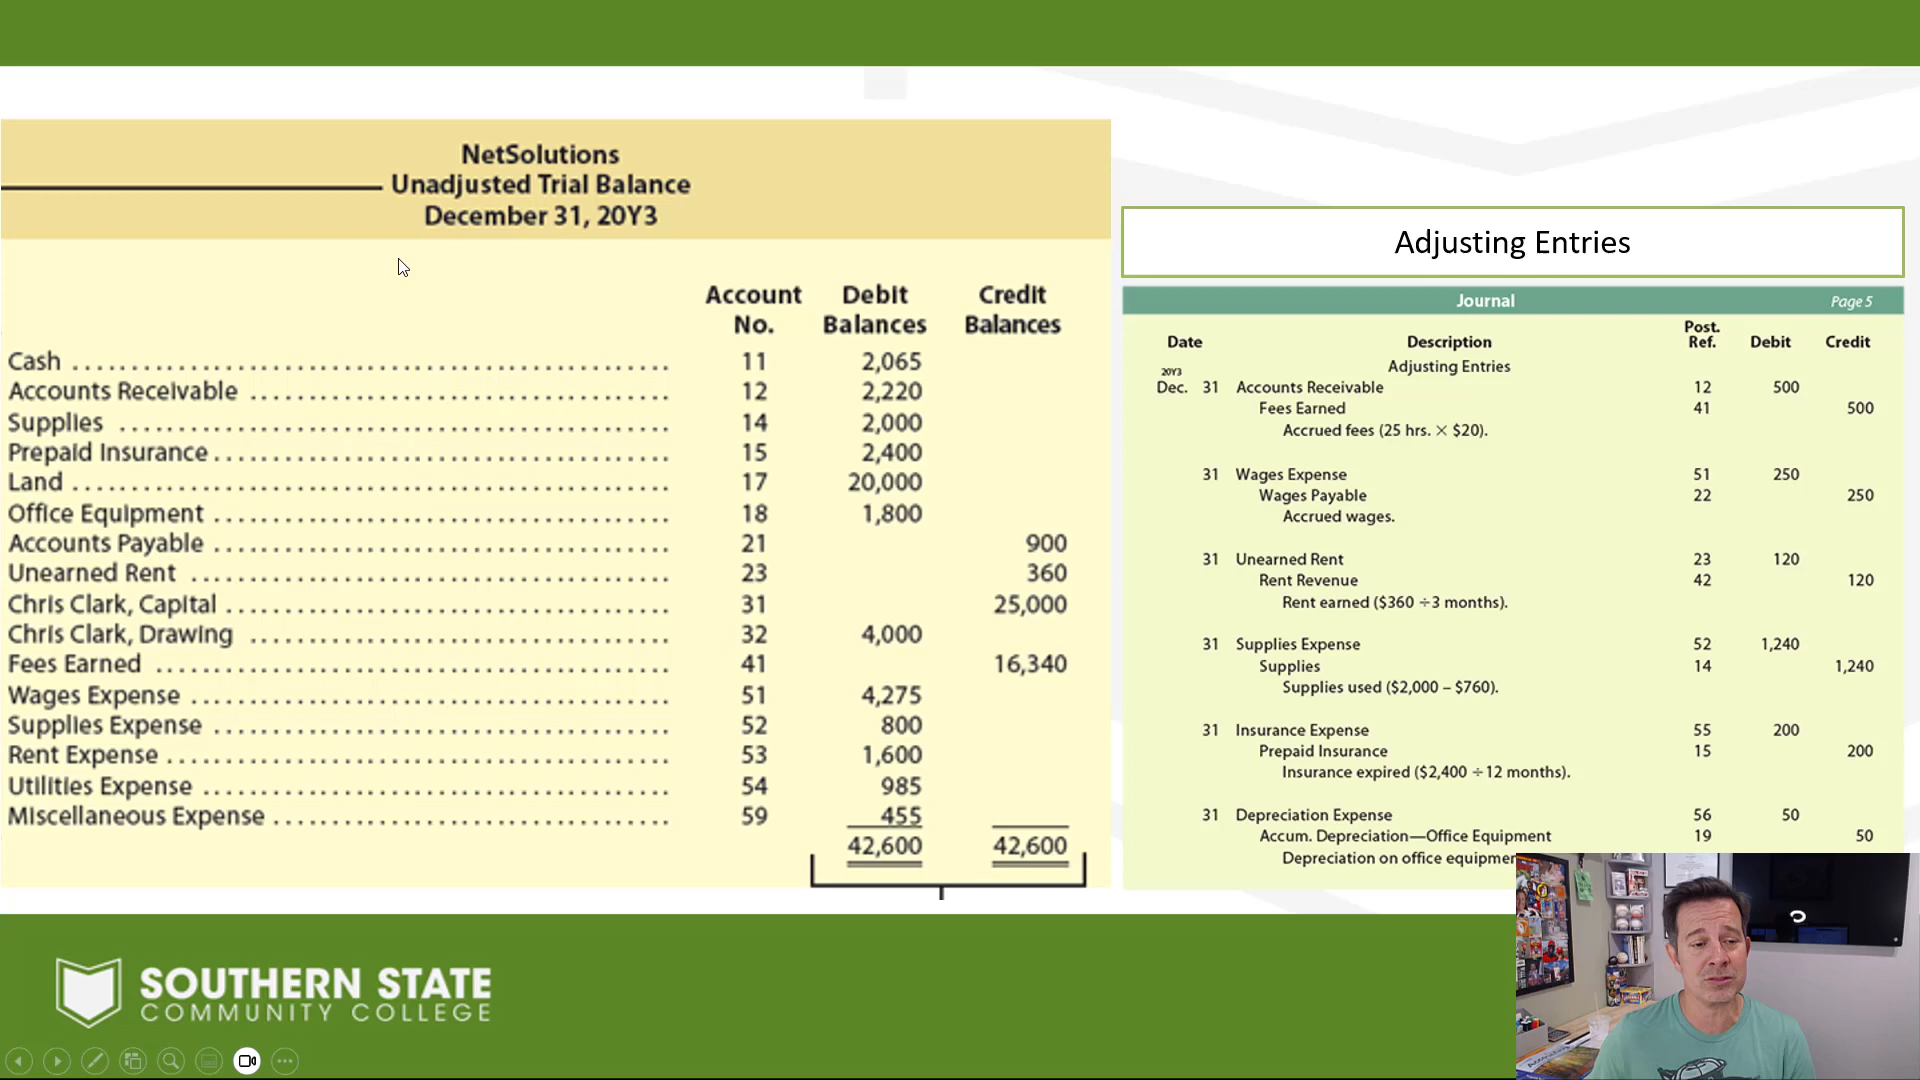 NetSolutions
Unadjusted Trial Balance
December 31, 20Y3
Account No. Debit Balances Credit Balances
Cash 11 2,065
Accounts Receivable 12 2,220
Supplies 14 2,000
Prepaid Insurance 15 2,400
Land 17 20,000
Office Equipment 18 1,800
Accounts Payable 21 900
Unearned Rent 23 360
Chris Clark, Capital 31 25,000
Chris Clark, Drawing 32 4,000
Fees Earned 41 16,340
Wages Expense 51 4,275
Supplies Expense 52 800
Rent Expense 53 1,600
Utilities Expense 54 985
Miscellaneous Expense 59 455
42,600 42,600
Adjusting Entries
Journal Page 5
Date Description Post. Ref. Debit Credit
Adjusting Entries
20Y3
Dec. 31 Accounts Receivable 12 500
Fees Earned 41 500
Accrued fees (25 hrs. × $20).
31 Wages Expense 51 250
Wages Payable 22 250
Accrued wages.
31 Unearned Rent 23 120
Rent Revenue 42 120
Rent earned ($360 ÷ 3 months).
31 Supplies Expense 52 1,240
Supplies 14 1,240
Supplies used ($2,000 – $760).
31 Insurance Expense 55 200
Prepaid Insurance 15 200
Insurance expired ($2,400 ÷ 12 months).
31 Depreciation Expense 56 50
Accum. Depreciation—Office Equipment 19 50
Depreciation on office
SOUTHERN STATE
COMMUNITY COLLEGE